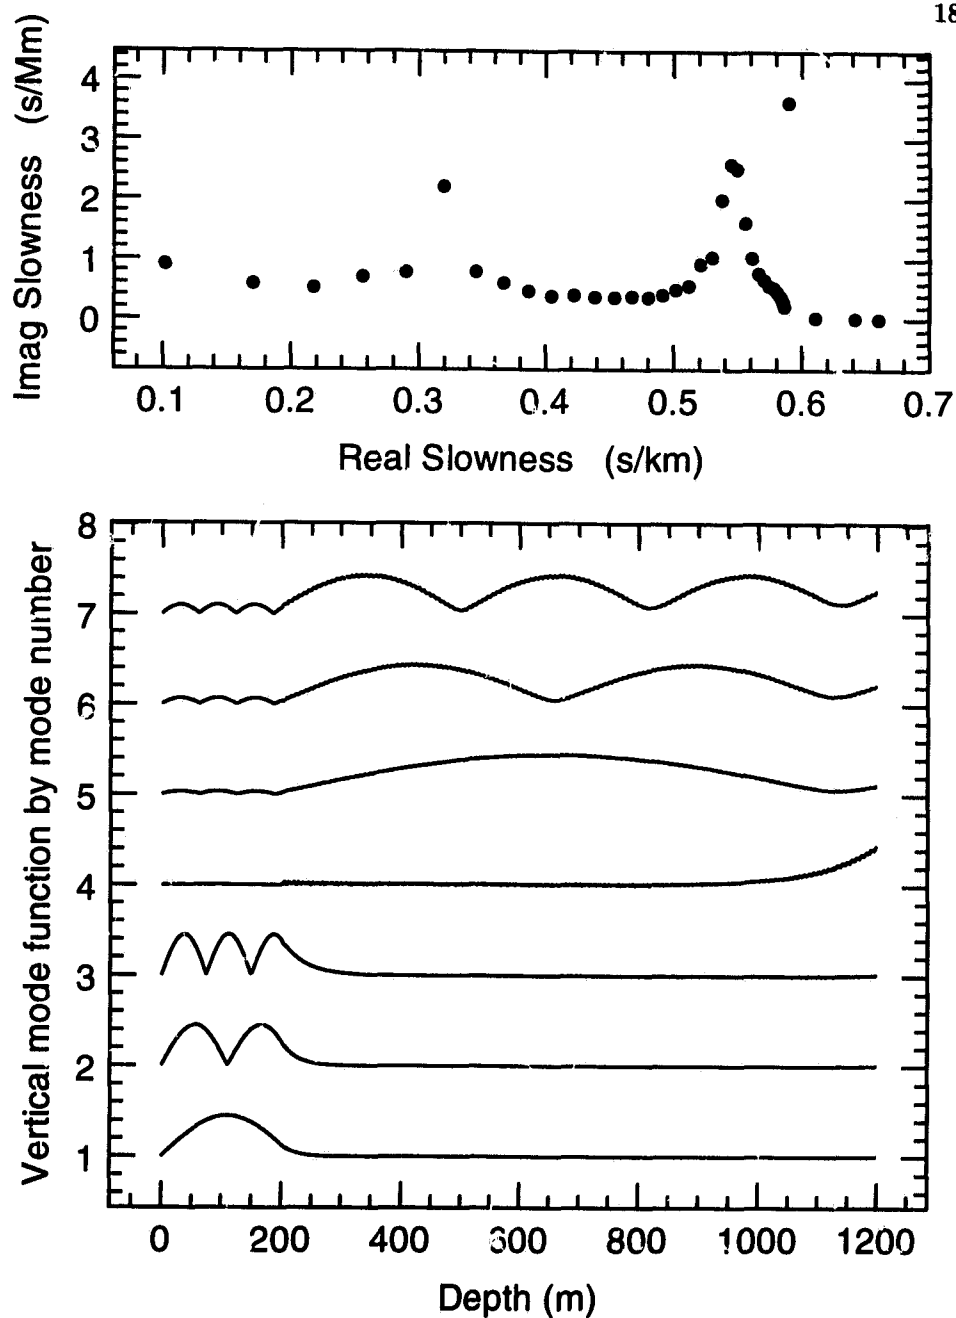 18
Imag Slowness (s/Mm)
4
3
2
1
0
0.1 0.2 0.3 0.4 0.5 0.6 0.7
Real Slowness (s/km)
Vertical mode function by mode number
8
7
6
5
4
3
2
1
0 200 400 600 800 1000 1200
Depth (m)